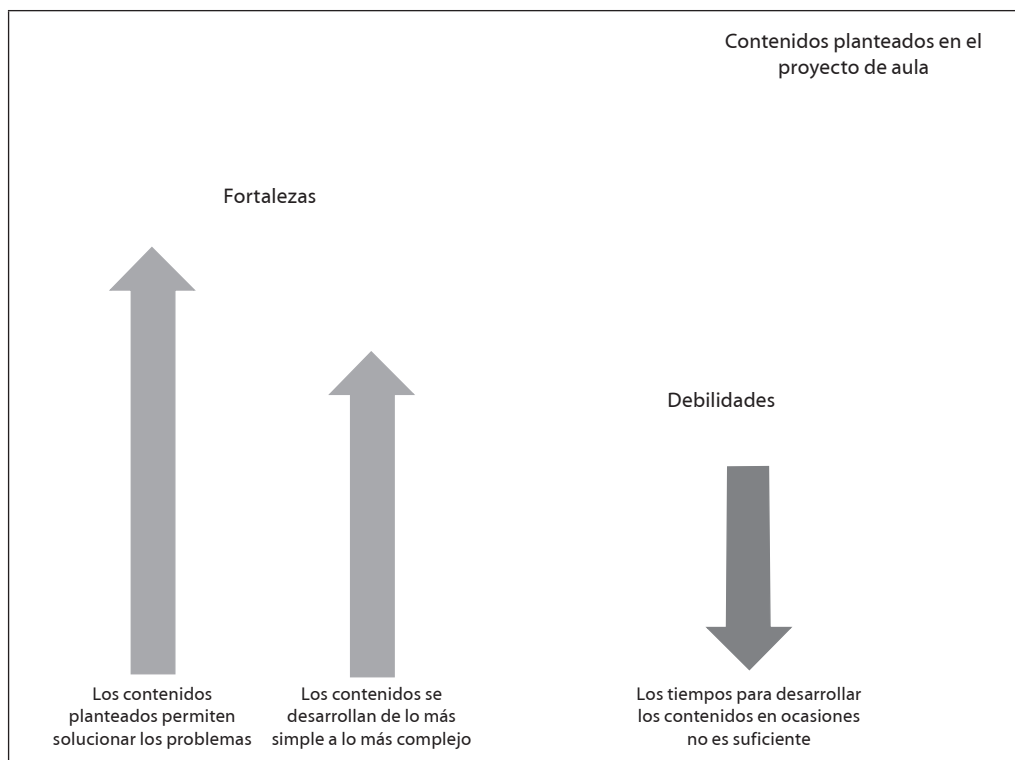 Contenidos planteados en el
proyecto de aula
Fortalezas
Debilidades
Los contenidos
planteados permiten
solucionar los problemas
Los contenidos se
desarrollan de lo más
simple a lo más complejo
Los tiempos para desarrollar
los contenidos en ocasiones
no es suficiente